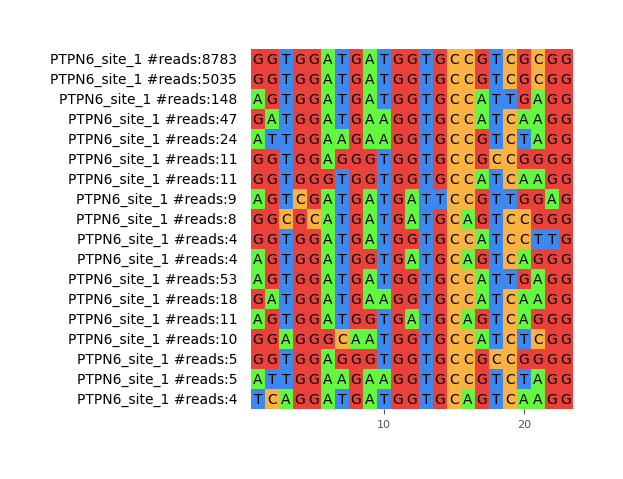 PTPN6_site_1 #reads:8783 GGTGGATGATGGTGCCGTCGCGG
PTPN6_site_1 #reads:5035 GGTGGATGATGGTGCCGTCGCGG
PTPN6_site_1 #reads:148 AGTGGATGATGGTGCCATTGAGG
PTPN6_site_1 #reads:47 GATGGATGAAGGTGCCATCAAGG
PTPN6_site_1 #reads:24 ATTGGAAGAAGGTGCCGTCTAGG
PTPN6_site_1 #reads:11 GGTGGAGGGTGGTGCCGCCGGGG
PTPN6_site_1 #reads:11 GGTGGGTGGTGGTGCCATCAAGG
PTPN6_site_1 #reads:9 AGTCGATGATGATTCCGTTGGAG
PTPN6_site_1 #reads:8 GGCGCATGATGATGCAGTCCGGG
PTPN6_site_1 #reads:4 GGTGGATGATGGTGCCATCCTTG
PTPN6_site_1 #reads:4 AGTGGATGGTGATGCAGTCAGGG
PTPN6_site_1 #reads:53 AGTGGATGATGGTGCCATTGAGG
PTPN6_site_1 #reads:18 GATGGATGAAGGTGCCATCAAGG
PTPN6_site_1 #reads:11 AGTGGATGGTGATGCAGTCAGGG
PTPN6_site_1 #reads:10 GGAGGGCAATGGTGCCATCTCGG
PTPN6_site_1 #reads:5 GGTGGAGGGTGGTGCCGCCGGGG
PTPN6_site_1 #reads:5 ATTGGAAGAAGGTGCCGTCTAGG
PTPN6_site_1 #reads:4 TCAGGATGATGGTGCAGTCAAGG
10 20